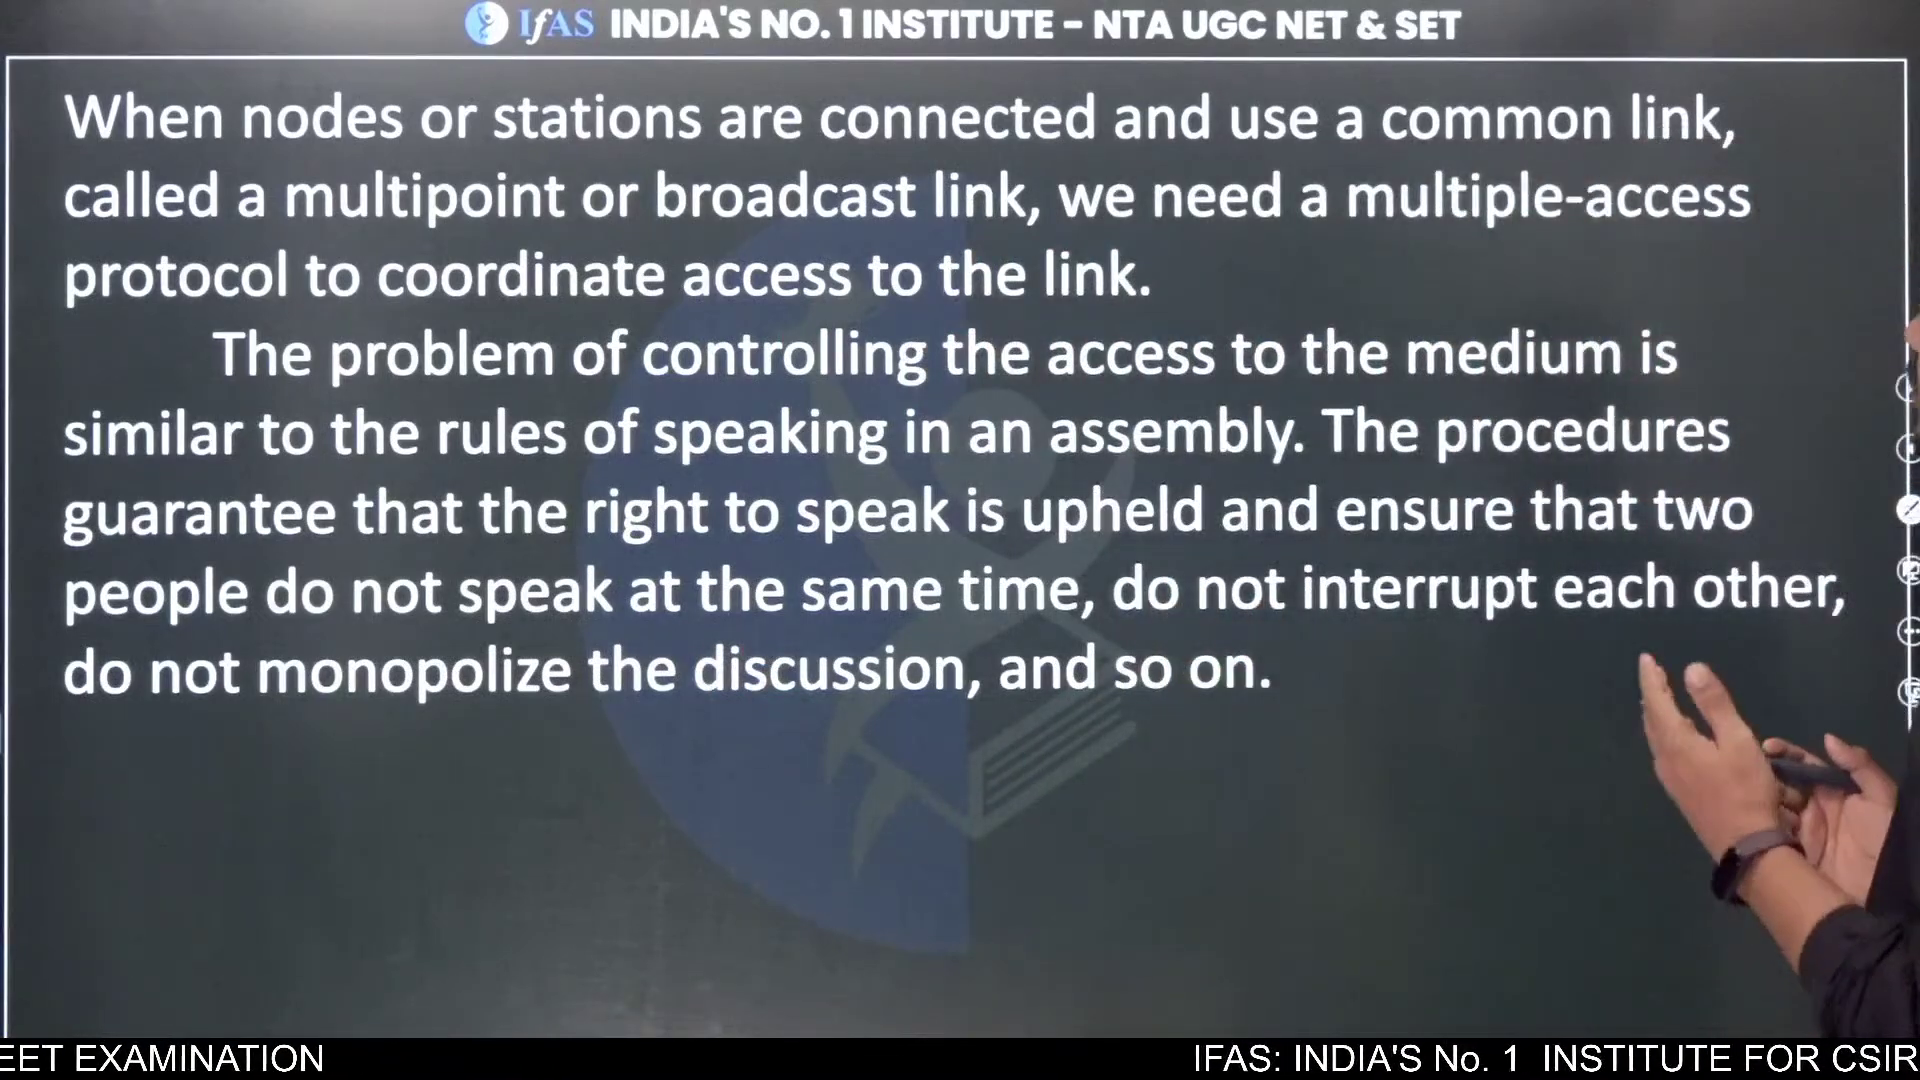 IfAS INDIA'S NO. 1 INSTITUTE - NTA UGC NET & SET
When nodes or stations are connected and use a common link,
called a multipoint or broadcast link, we need a multiple-access
protocol to coordinate access to the link.
The problem of controlling the access to the medium is
similar to the rules of speaking in an assembly. The procedures
guarantee that the right to speak is upheld and ensure that two
people do not speak at the same time, do not interrupt each other,
do not monopolize the discussion, and so on.
EET EXAMINATION IFAS: INDIA'S No. 1 INSTITUTE FOR CSIR